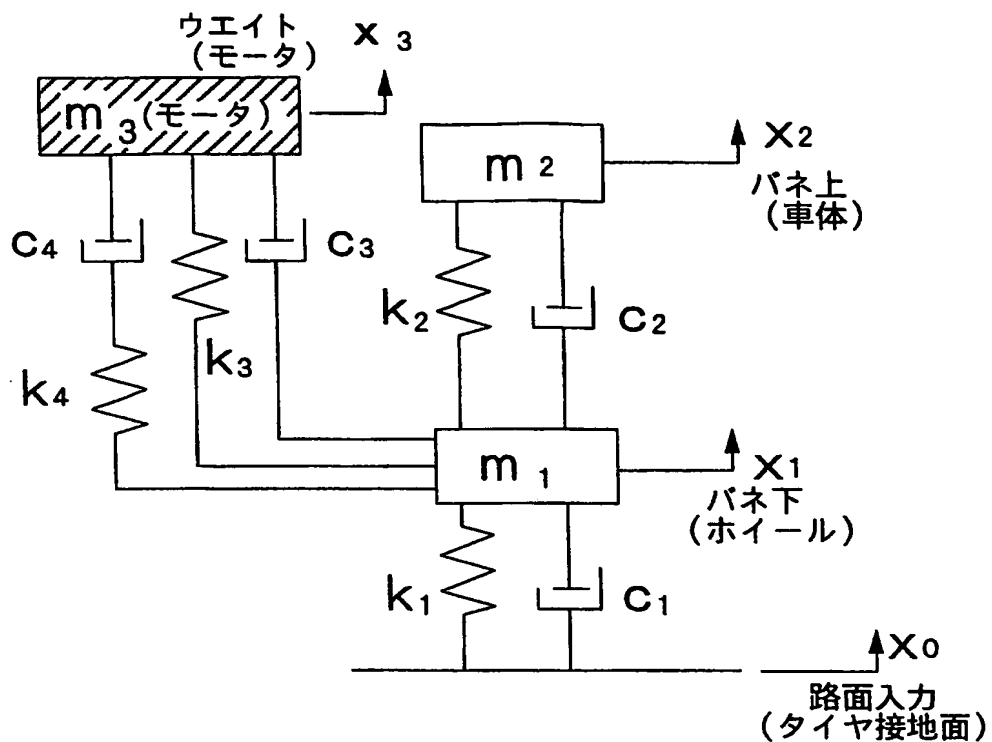 ウエイト
(モータ)
x 3
m 3 (モータ)
m 2
x2
バネ上
(車体)
c4
c3
k2
c2
k3
k4
m 1
x1
バネ下
(ホイール)
k1
c1
x0
路面入力
(タイヤ接地面)